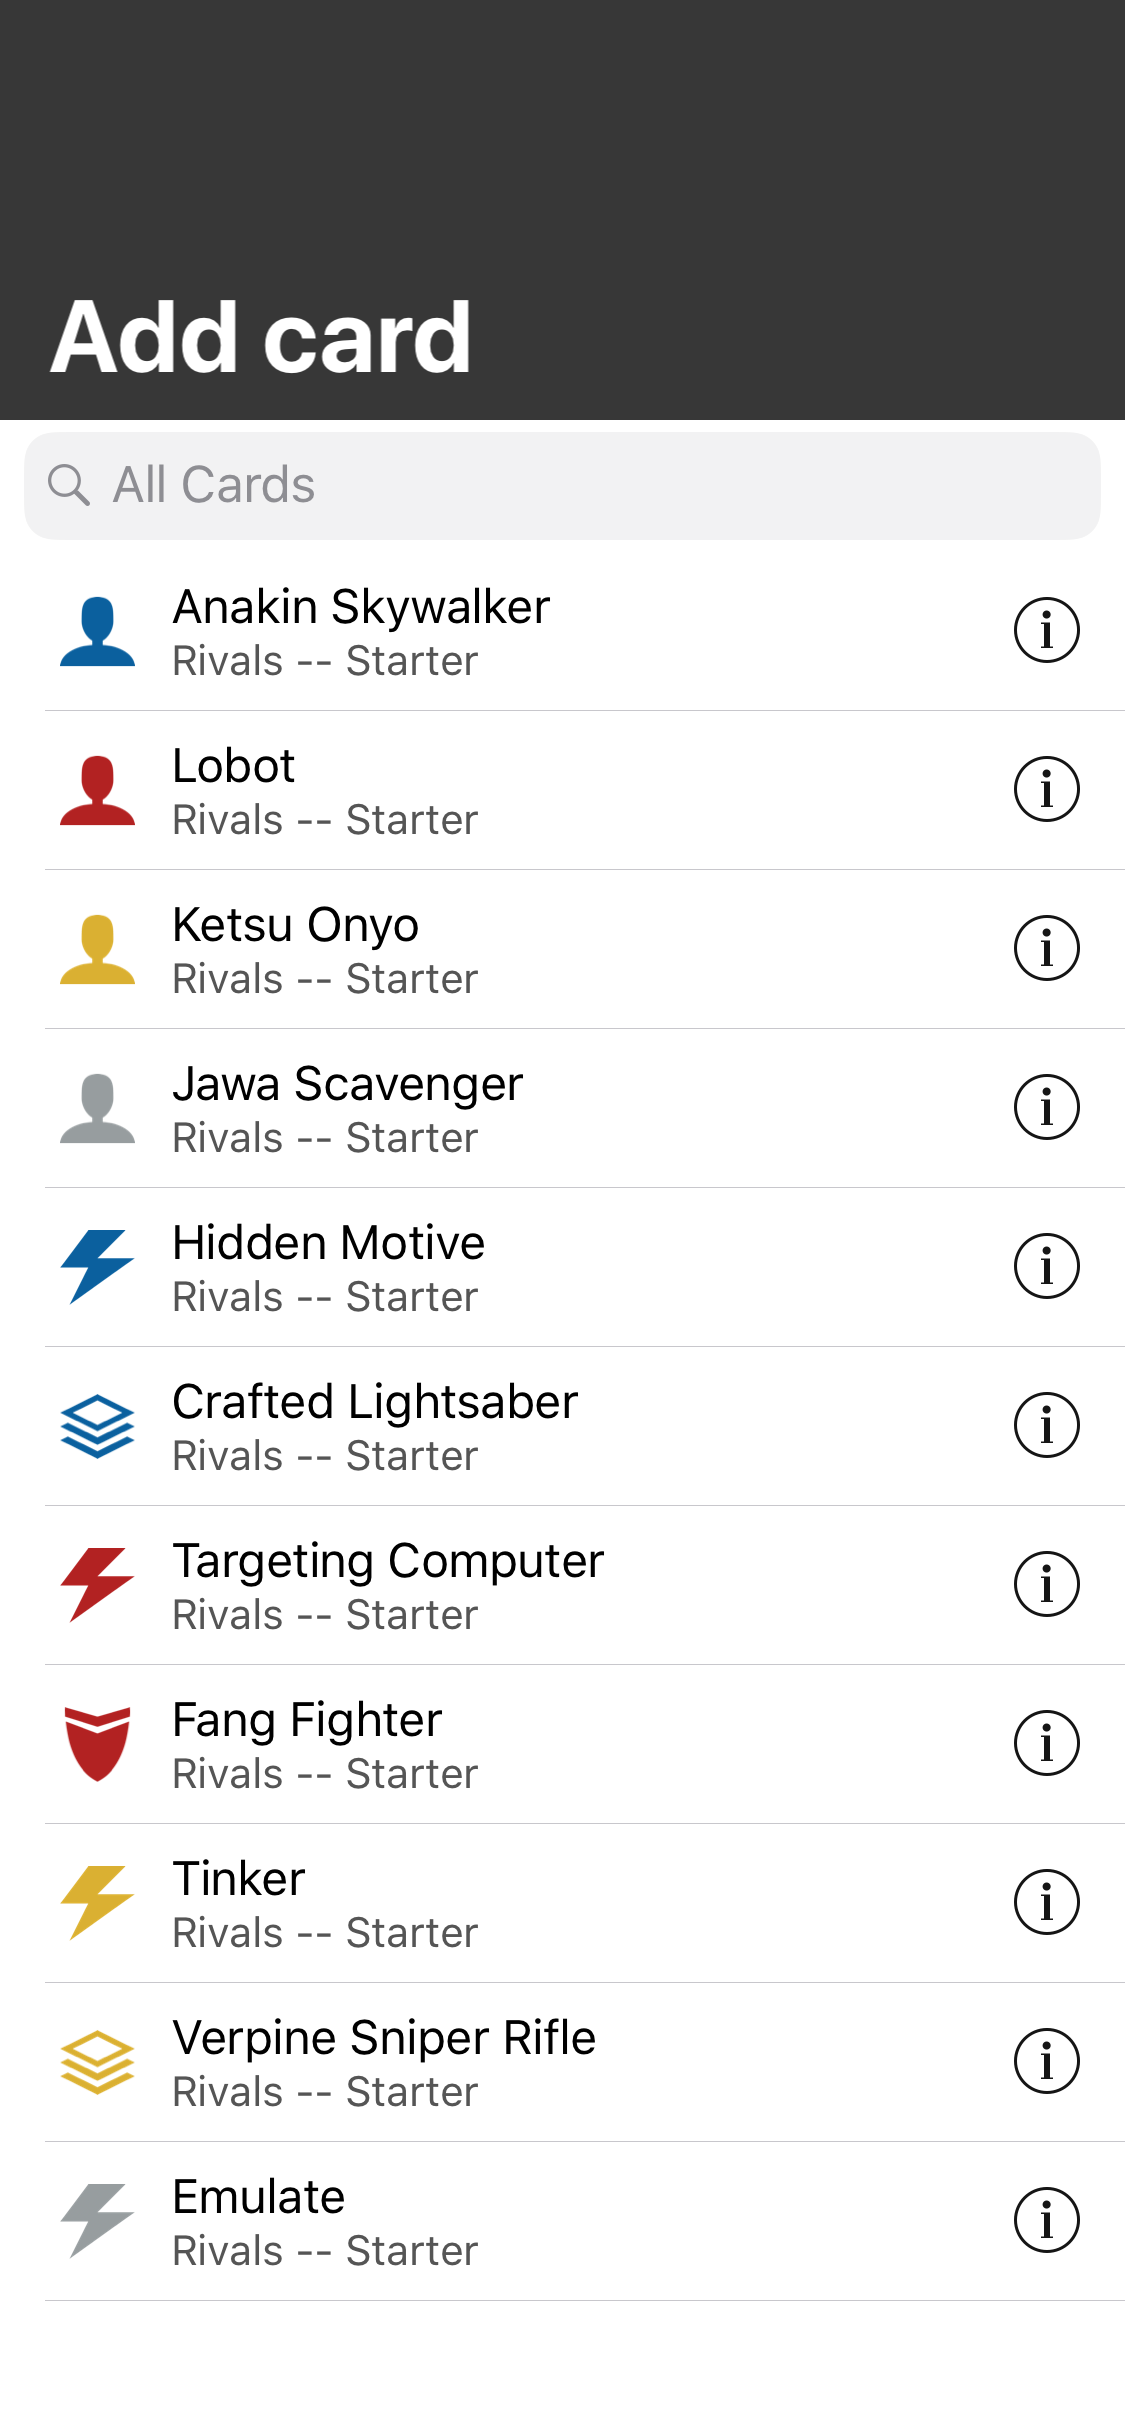 Add card
All Cards
Anakin Skywalker
Rivals -- Starter
Lobot
Rivals -- Starter
Ketsu Onyo
Rivals -- Starter
Jawa Scavenger
Rivals -- Starter
Hidden Motive
Rivals -- Starter
Crafted Lightsaber
Rivals -- Starter
Targeting Computer
Rivals -- Starter
Fang Fighter
Rivals -- Starter
Tinker
Rivals -- Starter
Verpine Sniper Rifle
Rivals -- Starter
Emulate
Rivals -- Starter